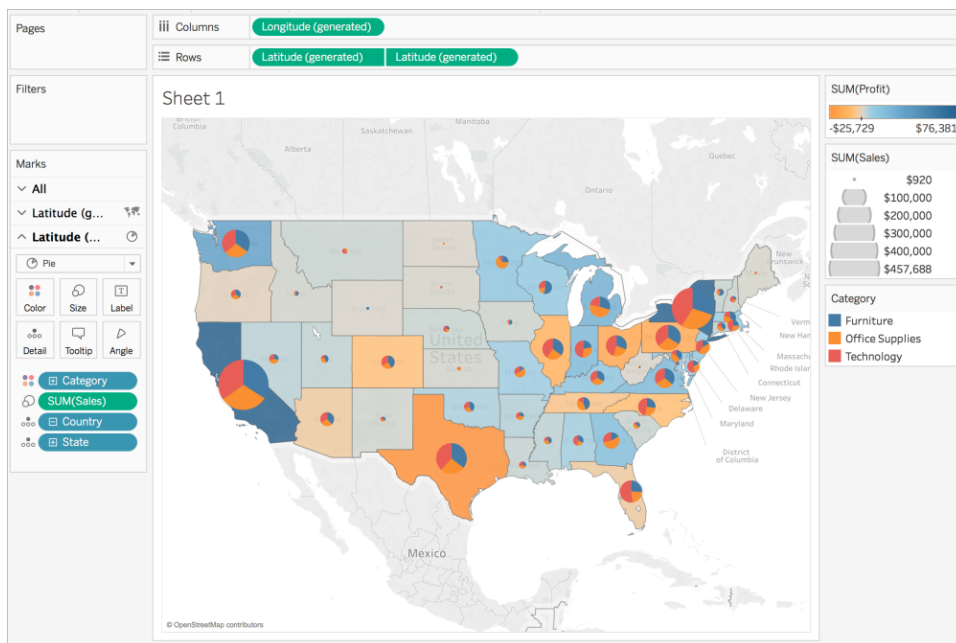 Pages
Filters
Marks
All
Latitude (g...
Latitude (...
Pie
Color
Size
Label
Detail
Tooltip
Angle
Category
SUM(Sales)
Country
State
iii Columns
Longitude (generated)
Rows
Latitude (generated)
Latitude (generated)
Sheet 1
British
Columbia
Alberta
Saskatchewan
Manitoba
Ontario
Quebec
New
Brunswick
United
States
Verm
New Ham
Massachu
Rhode Islan
Connecticut
New Jersey
Delaware
Maryland
District
of Columbia
Mexico
© OpenStreetMap contributors
SUM(Profit)
-$25,729
$76,381
SUM(Sales)
$920
$100,000
$200,000
$300,000
$400,000
$457,688
Category
Furniture
Office Supplies
Technology